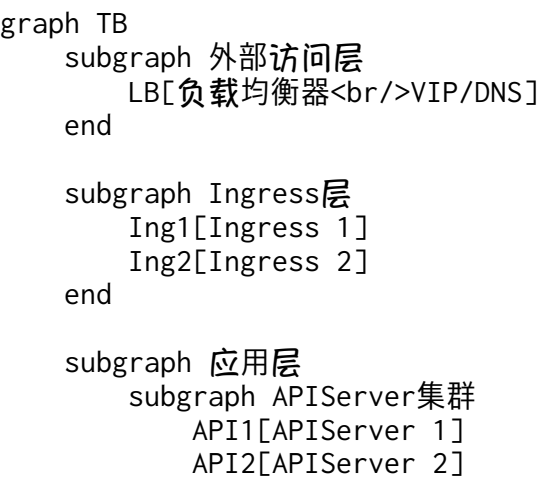 graph TB
    subgraph 外部访问层
        LB[负载均衡器<br/>VIP/DNS]
    end

    subgraph Ingress层
        Ing1[Ingress 1]
        Ing2[Ingress 2]
    end

    subgraph 应用层
        subgraph APIServer集群
            API1[APIServer 1]
            API2[APIServer 2]